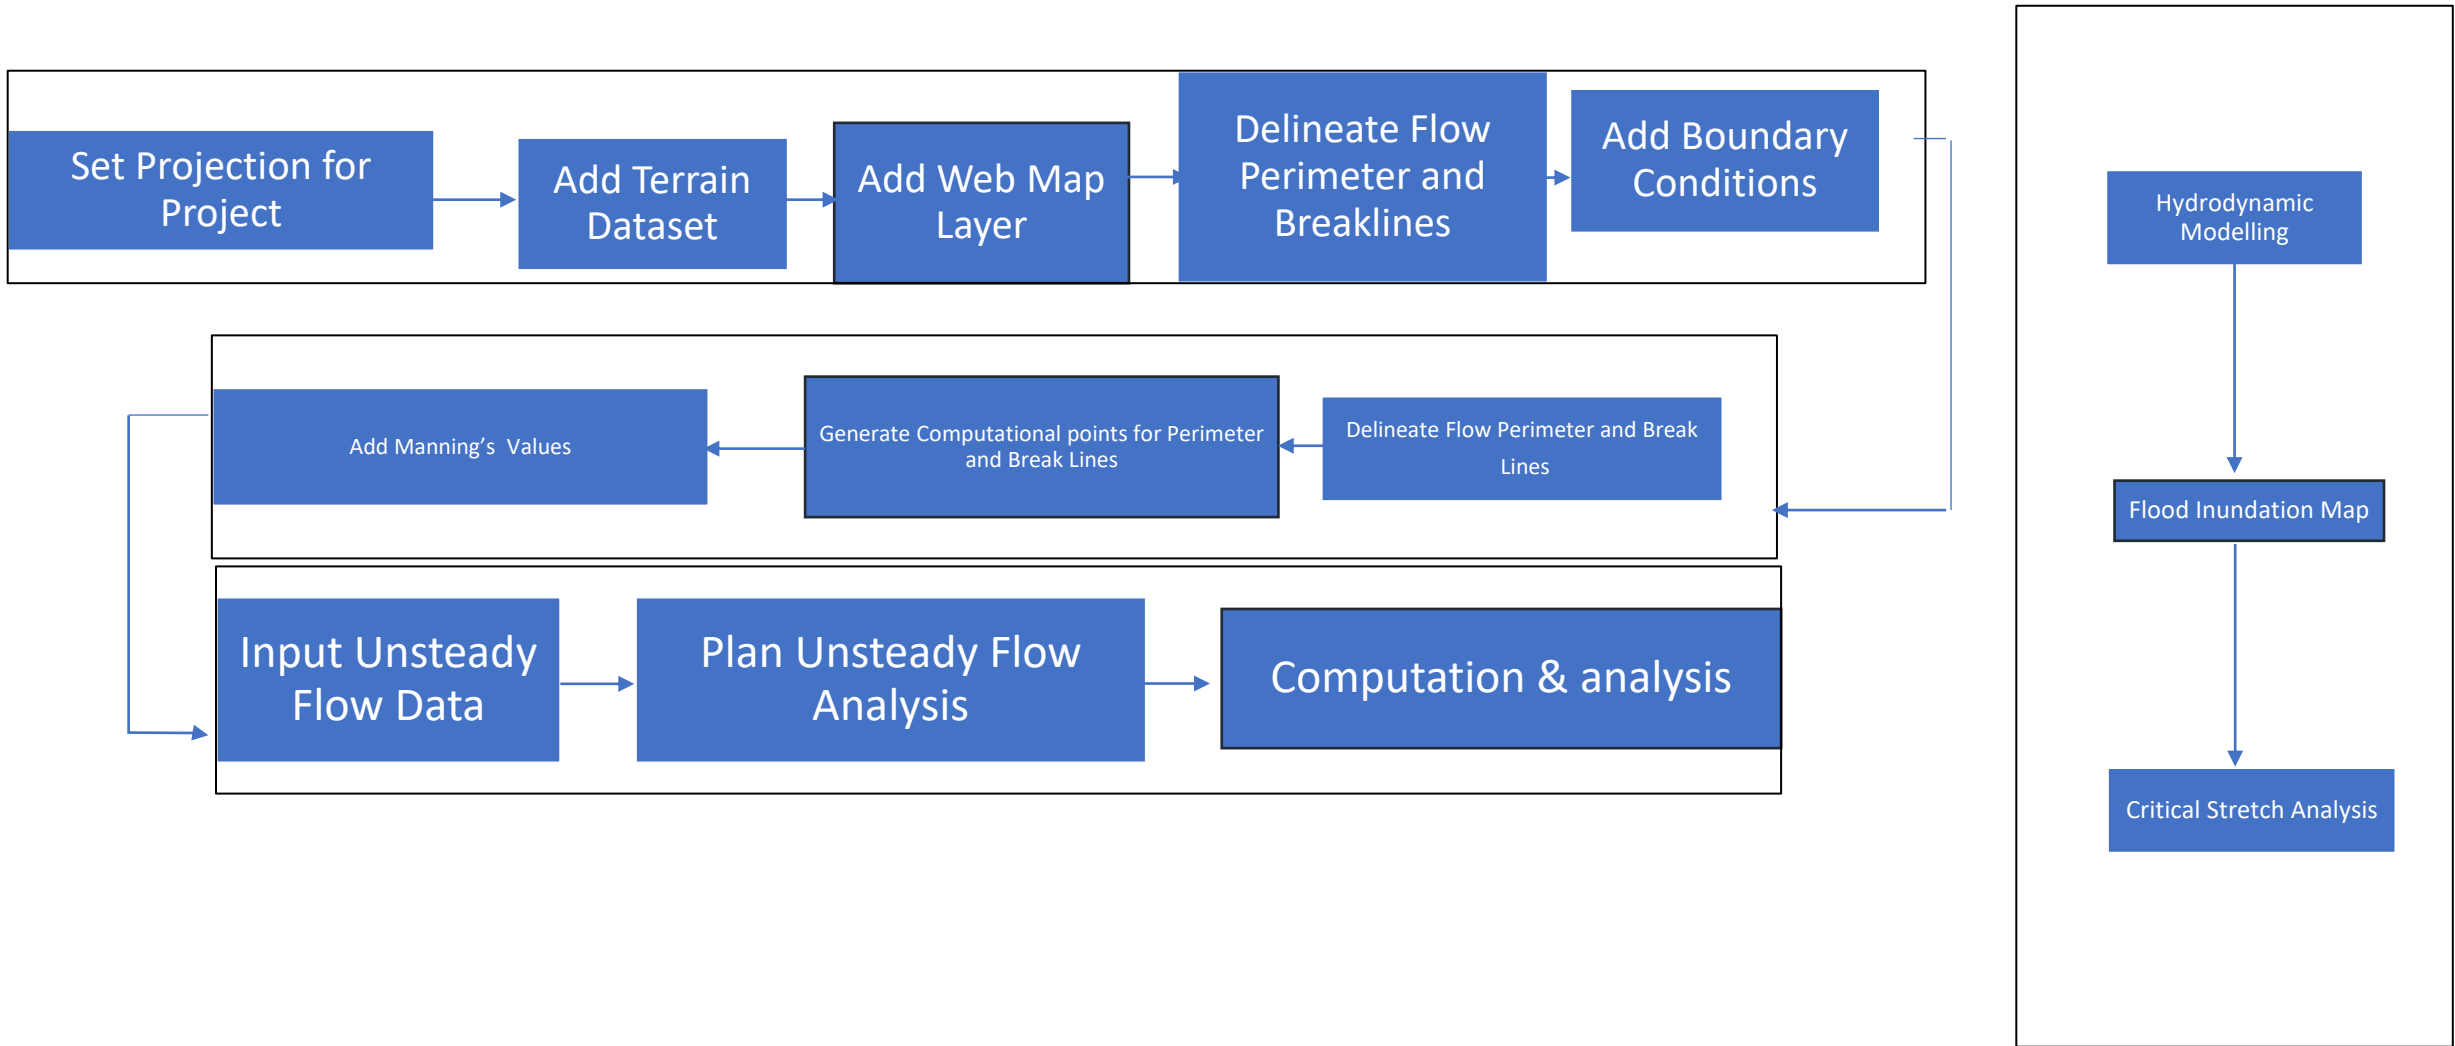 Set Projection for
Project
Add Terrain
Dataset
Add Web Map
Layer
Delineate Flow
Perimeter and
Breaklines
Add Boundary
Conditions
Delineate Flow Perimeter and Break
Lines
Generate Computational points for Perimeter
and Break Lines
Add Manning’s  Values
Input Unsteady
Flow Data
Plan Unsteady Flow
Analysis
Computation & analysis
Hydrodynamic
Modelling
Flood Inundation Map
Critical Stretch Analysis